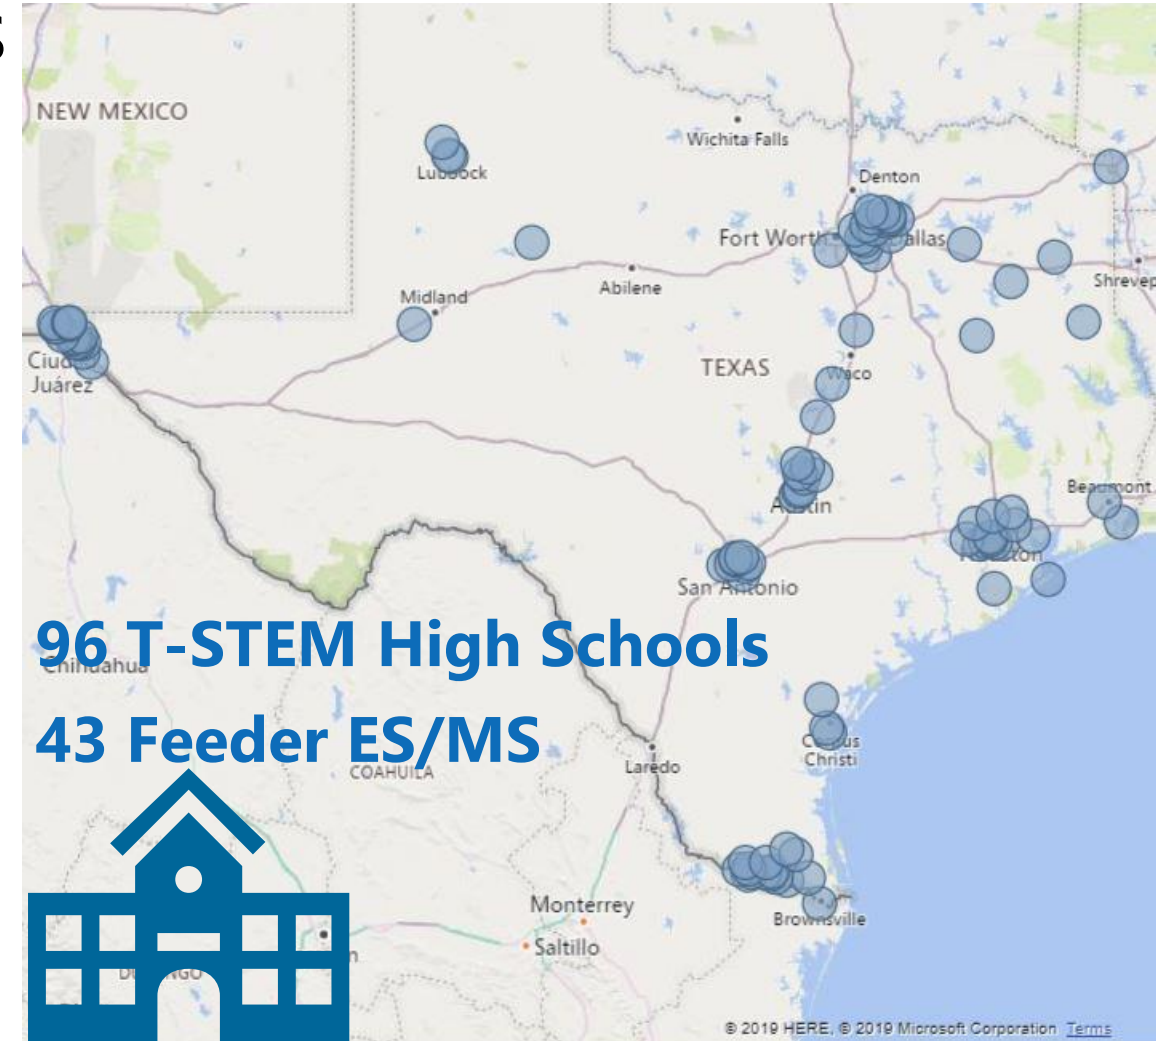 NEW MEXICO
Wichita Falls
Lubbock
Denton
Fort Worth
Dallas
Shrevep
Abilene
Midland
Ciudad
Juárez
TEXAS
Waco
Beaumont
Austin
Houston
San Antonio
96 T-STEM High Schools
Chihuahua
43 Feeder ES/MS
Corpus
Christi
Laredo
COAHUILA
Monterrey
Brownsville
Saltillo
DURANGO
© 2019 HERE, © 2019 Microsoft Corporation Terms